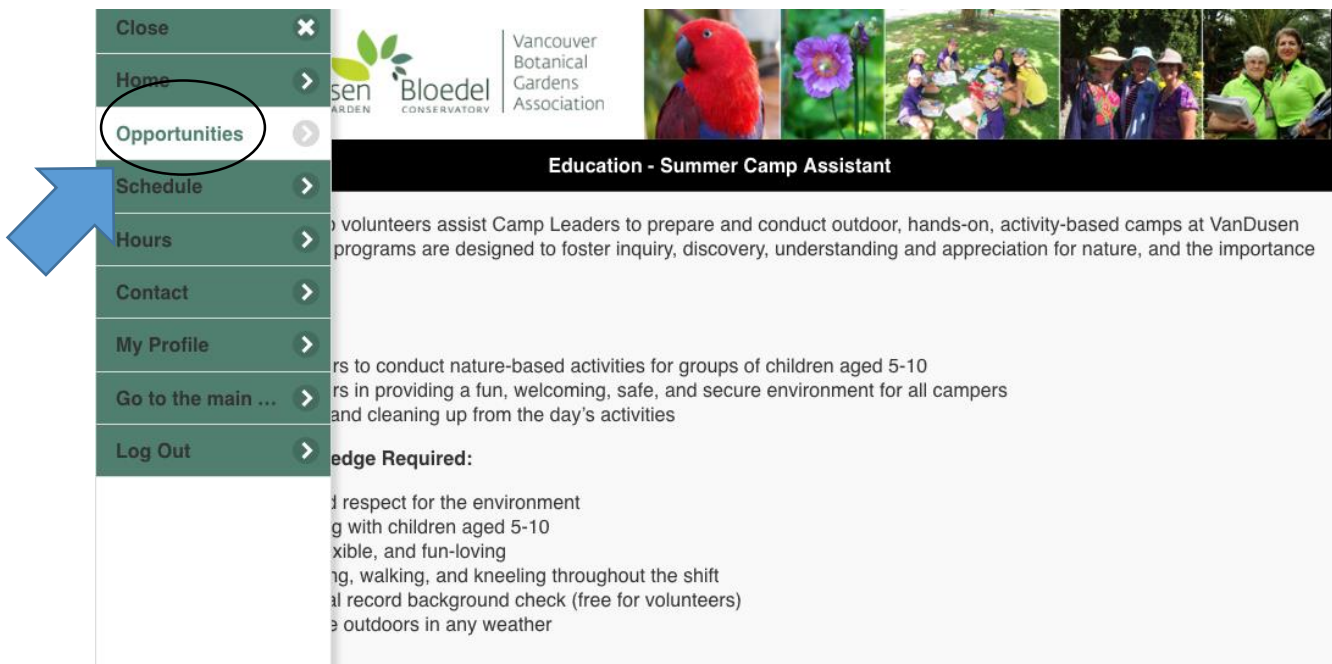 Close
Home
Opportunities
Schedule
Hours
Contact
My Profile
Go to the main ...
Log Out
sen
ARDEN
Bloedel
CONSERVATORY
Vancouver
Botanical
Gardens
Association
Education - Summer Camp Assistant
volunteers assist Camp Leaders to prepare and conduct outdoor, hands-on, activity-based camps at VanDusen
programs are designed to foster inquiry, discovery, understanding and appreciation for nature, and the importance
rs to conduct nature-based activities for groups of children aged 5-10
rs in providing a fun, welcoming, safe, and secure environment for all campers
and cleaning up from the day's activities
edge Required:
respect for the environment
g with children aged 5-10
xible, and fun-loving
ng, walking, and kneeling throughout the shift
al record background check (free for volunteers)
outdoors in any weather